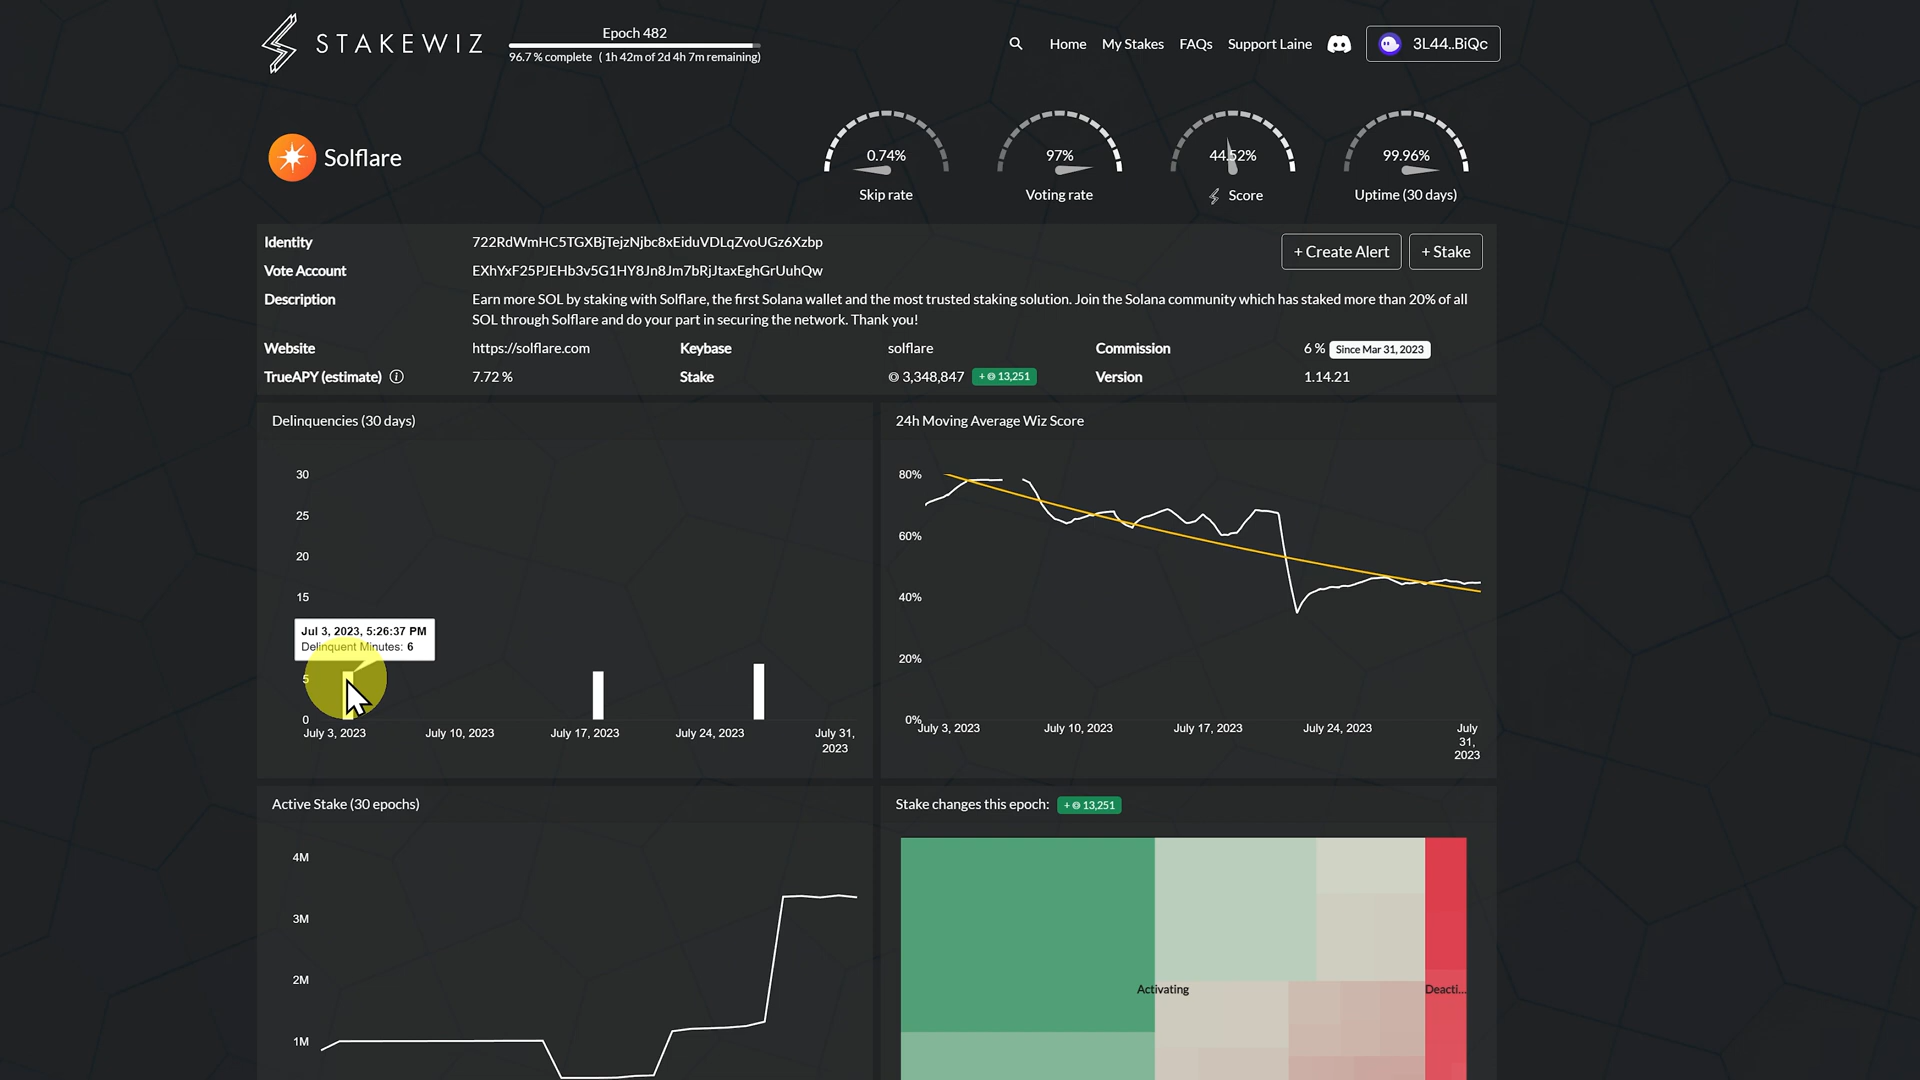 STAKEWIZ
Epoch 482
96.7 % complete ( 1h 42m of 2d 4h 7m remaining)
Home My Stakes FAQs Support Laine 3L44..BiQc
Solflare
0.74% 97% 44.52% 99.96%
Skip rate Voting rate Score Uptime (30 days)
Identity 722RdWmHC5TGXBjTejzNjbc8xEiduVDLqZvoUGz6Xzbp
+ Create Alert + Stake
Vote Account EXhYxF25PJEHb3v5G1HY8Jn8Jm7bRjJtaxEghGrUuhQw
Description Earn more SOL by staking with Solflare, the first Solana wallet and the most trusted staking solution. Join the Solana community which has staked more than 20% of all
SOL through Solflare and do your part in securing the network. Thank you!
Website https://solflare.com Keybase solflare Commission 6 % Since Mar 31, 2023
TrueAPY (estimate) 7.72 % Stake 3,348,847 + 13,251 Version 1.14.21
Delinquencies (30 days)
30
25
20
15
Jul 3, 2023, 5:26:37 PM
Delinquent Minutes: 6
5
0
July 3, 2023 July 10, 2023 July 17, 2023 July 24, 2023 July 31,
2023
24h Moving Average Wiz Score
80%
60%
40%
20%
0%
July 3, 2023 July 10, 2023 July 17, 2023 July 24, 2023 July
31,
2023
Active Stake (30 epochs)
4M
3M
2M
1M
Stake changes this epoch: + 13,251
Activating Deacti...